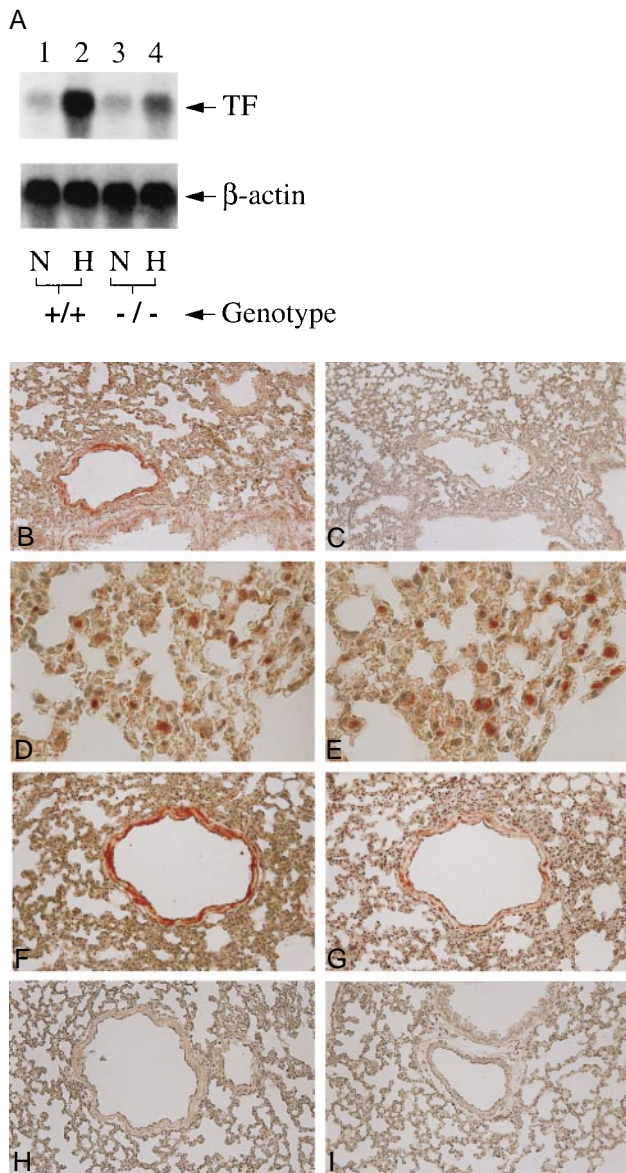 A
1 2 3 4
TF
β-actin
N H N H
+/+ -/-
Genotype
B
C
D
E
F
G
H
I